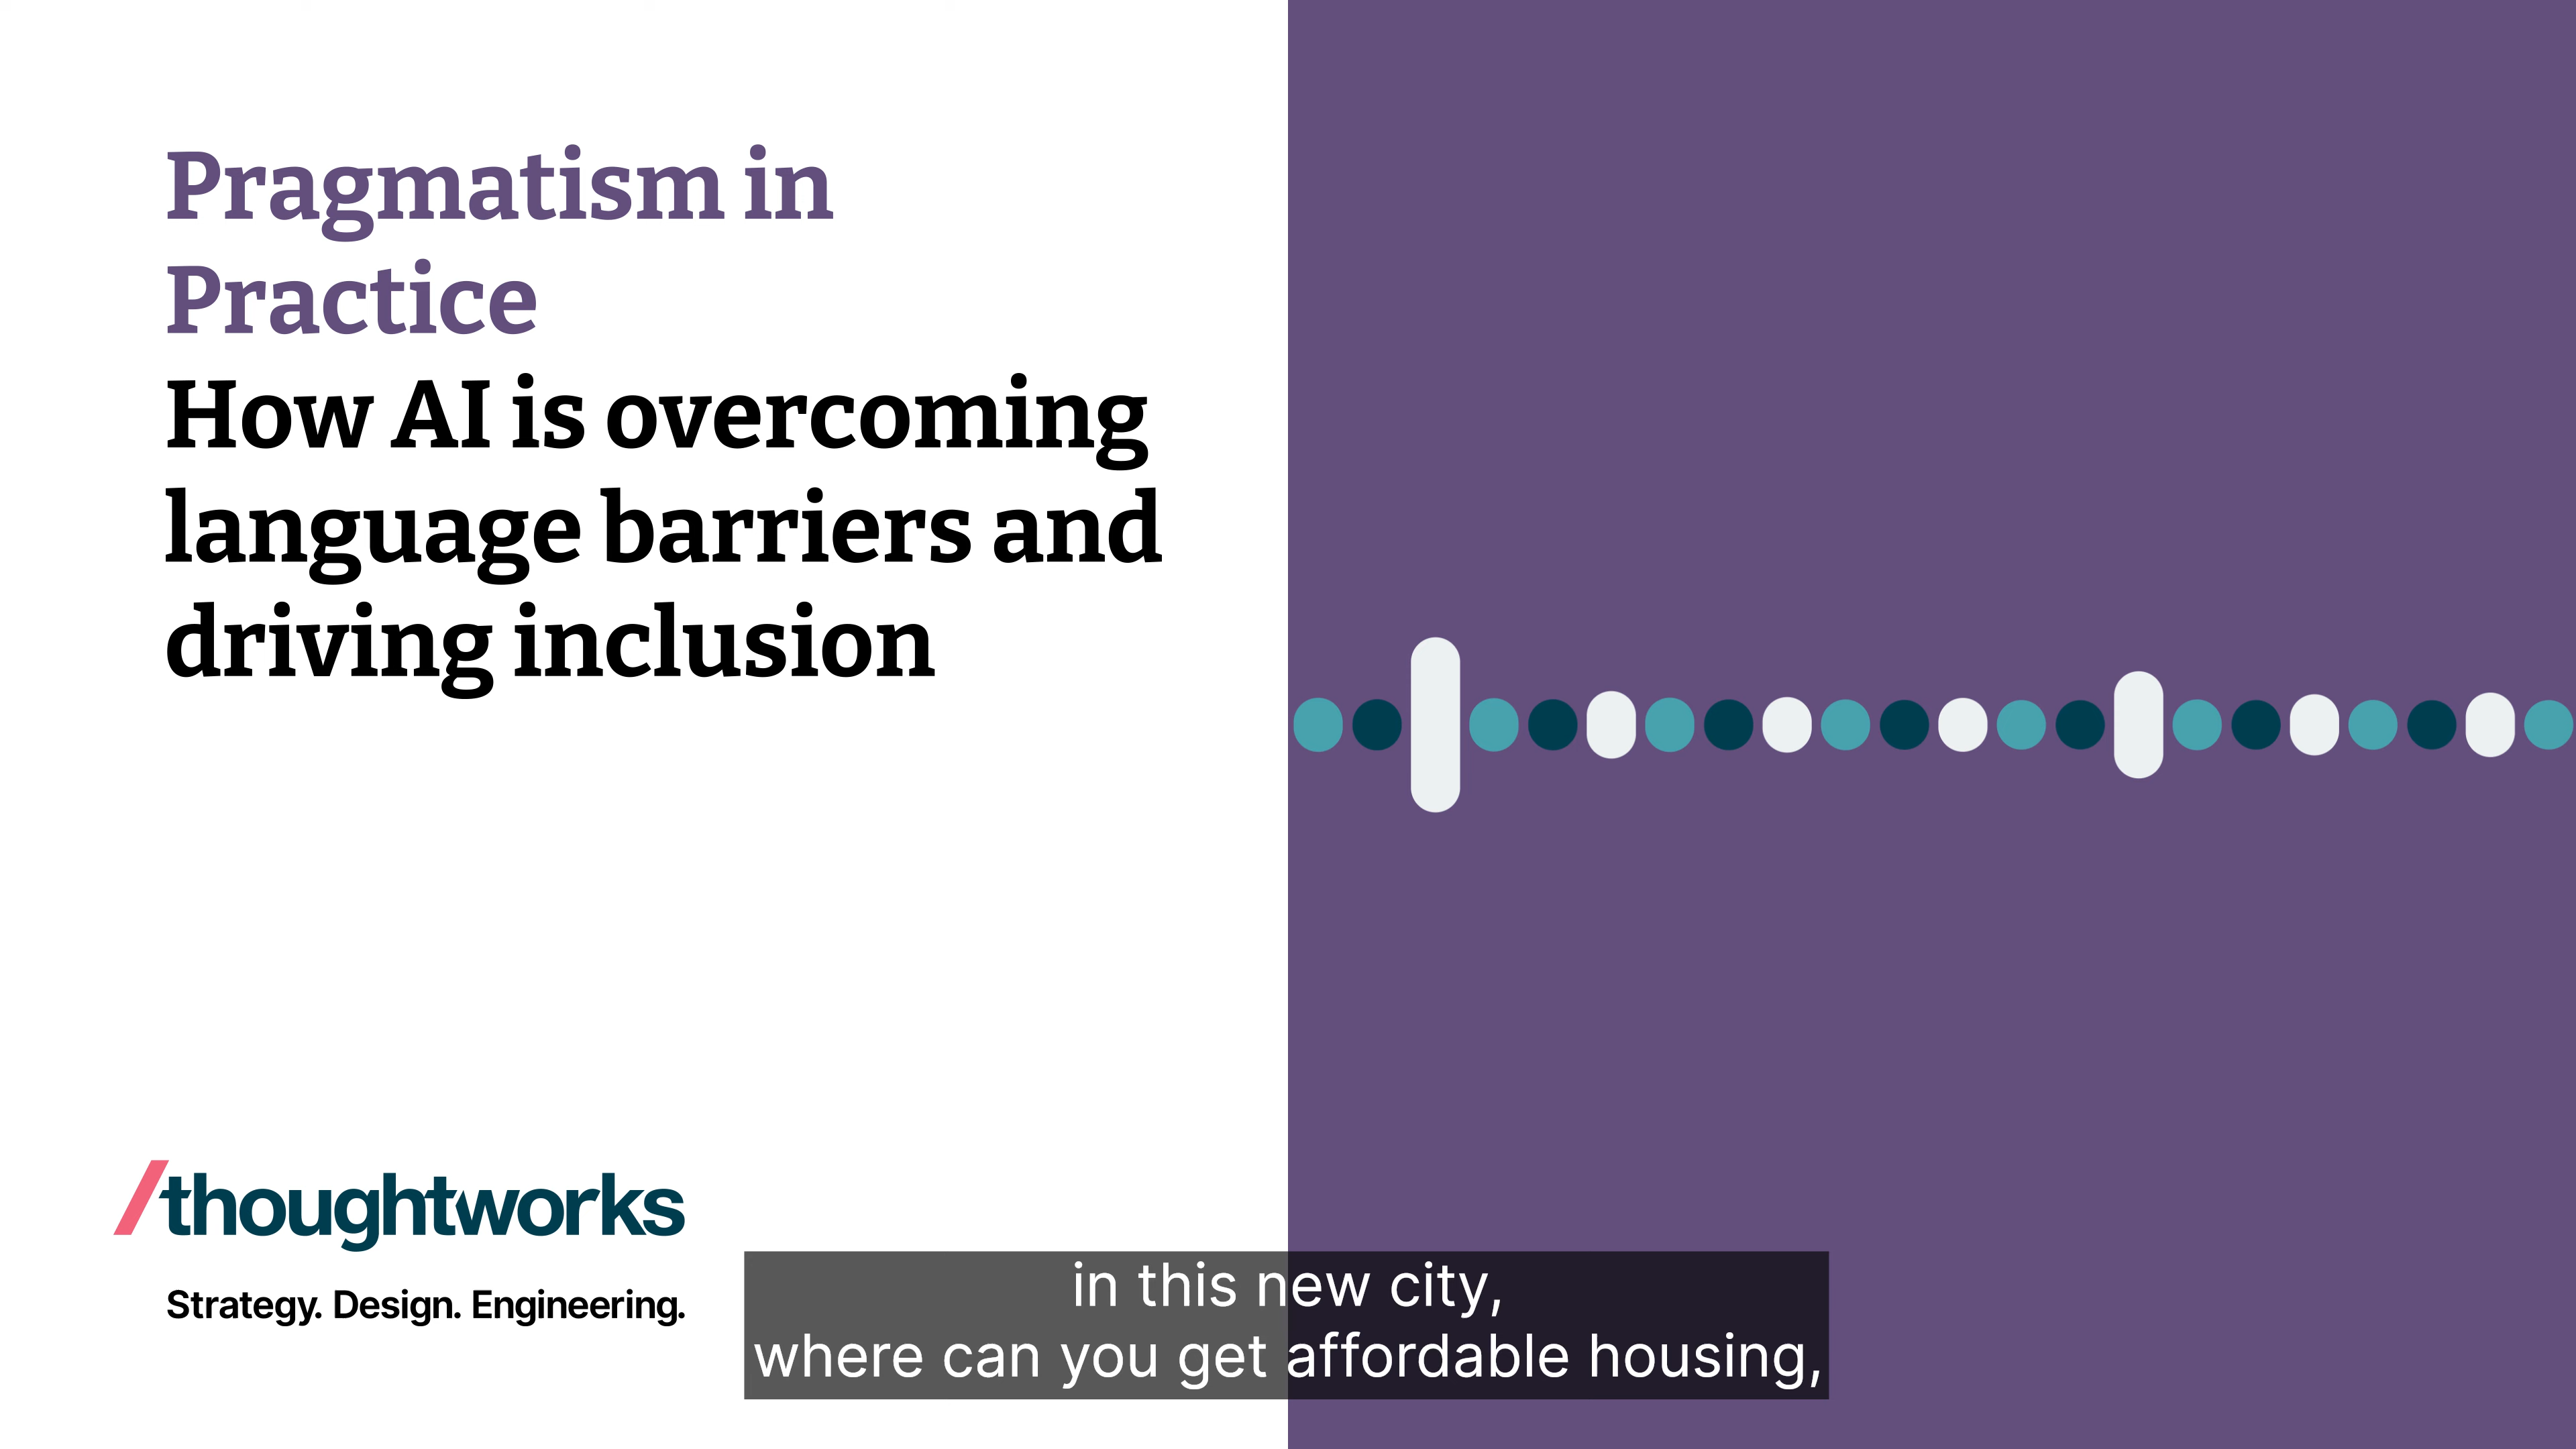 Pragmatism in
Practice
How AI is overcoming
language barriers and
driving inclusion
/thoughtworks
Strategy. Design. Engineering.
in this new city,
where can you get affordable housing,